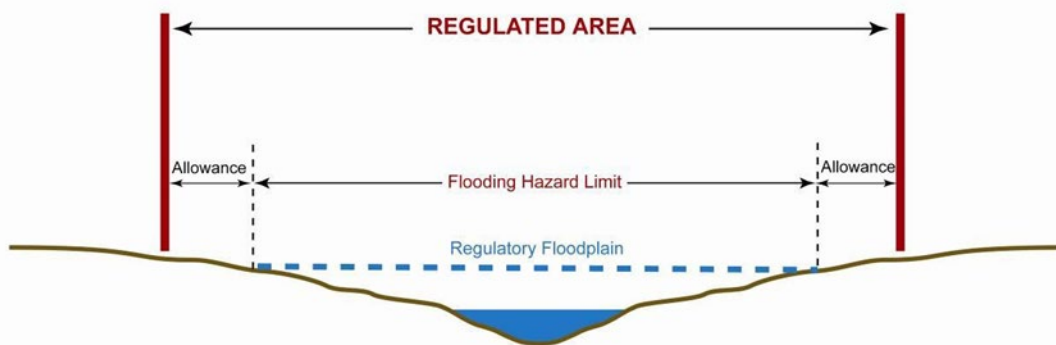 REGULATED AREA
Allowance
Flooding Hazard Limit
Allowance
Regulatory Floodplain